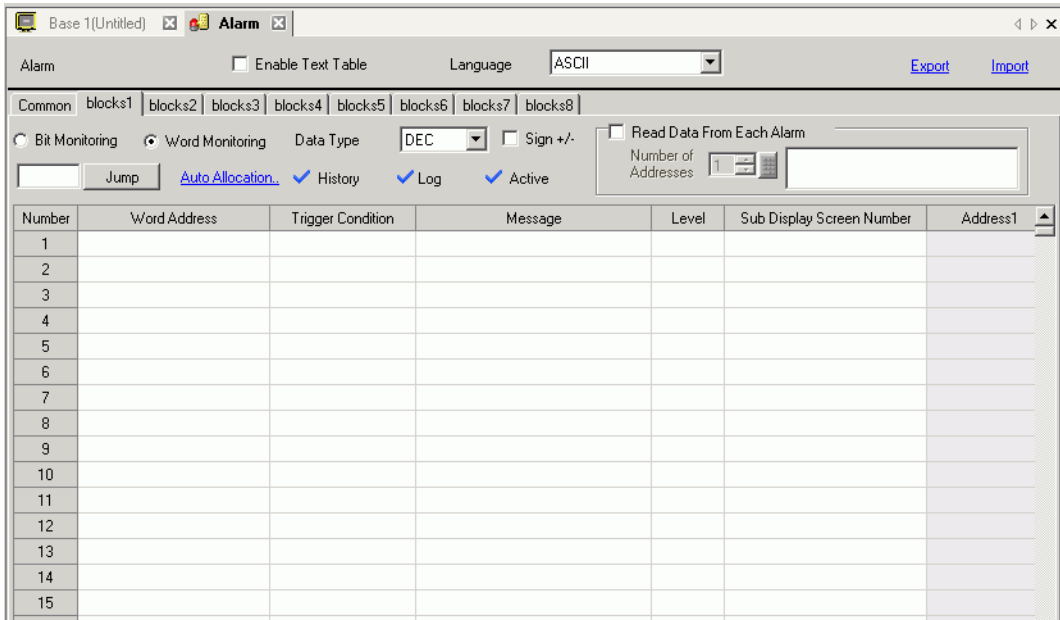 Base 1(Untitled) Alarm
Alarm Enable Text Table Language ASCII Export Import
Common blocks1 blocks2 blocks3 blocks4 blocks5 blocks6 blocks7 blocks8
Bit Monitoring Word Monitoring Data Type DEC Sign +/- Read Data From Each Alarm
Number of
Addresses 1
Jump Auto Allocation.. History Log Active
Number Word Address Trigger Condition Message Level Sub Display Screen Number Address1
1
2
3
4
5
6
7
8
9
10
11
12
13
14
15